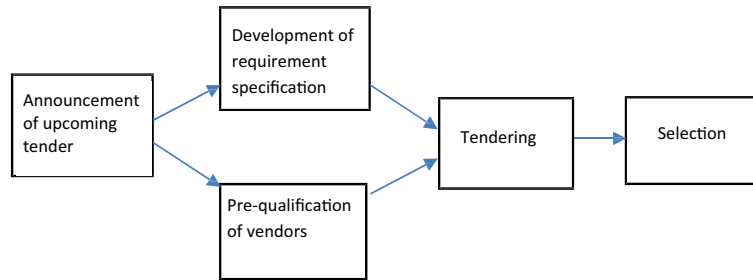 Announcement
of upcoming
tender
Development of
requirement
specification
Pre-qualification
of vendors
Tendering
Selection